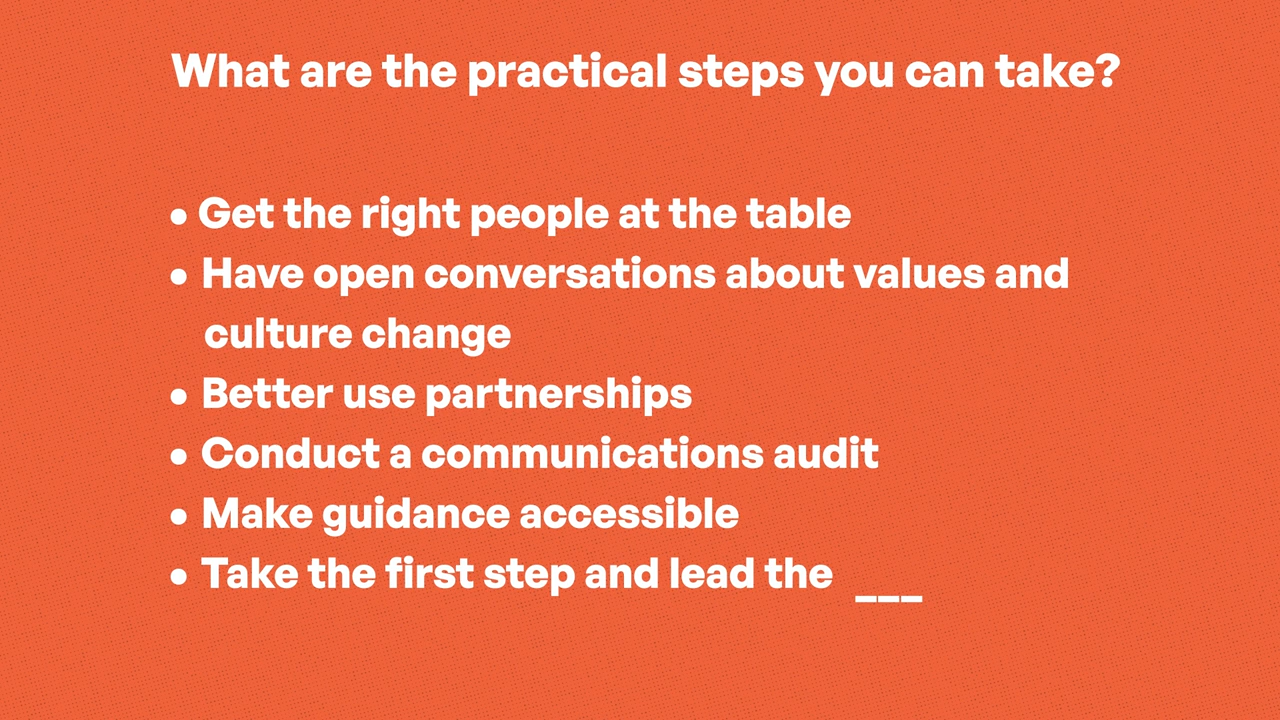 What are the practical steps you can take?
• Get the right people at the table
• Have open conversations about values and
culture change
• Better use partnerships
• Conduct a communications audit
• Make guidance accessible
• Take the first step and lead the ___